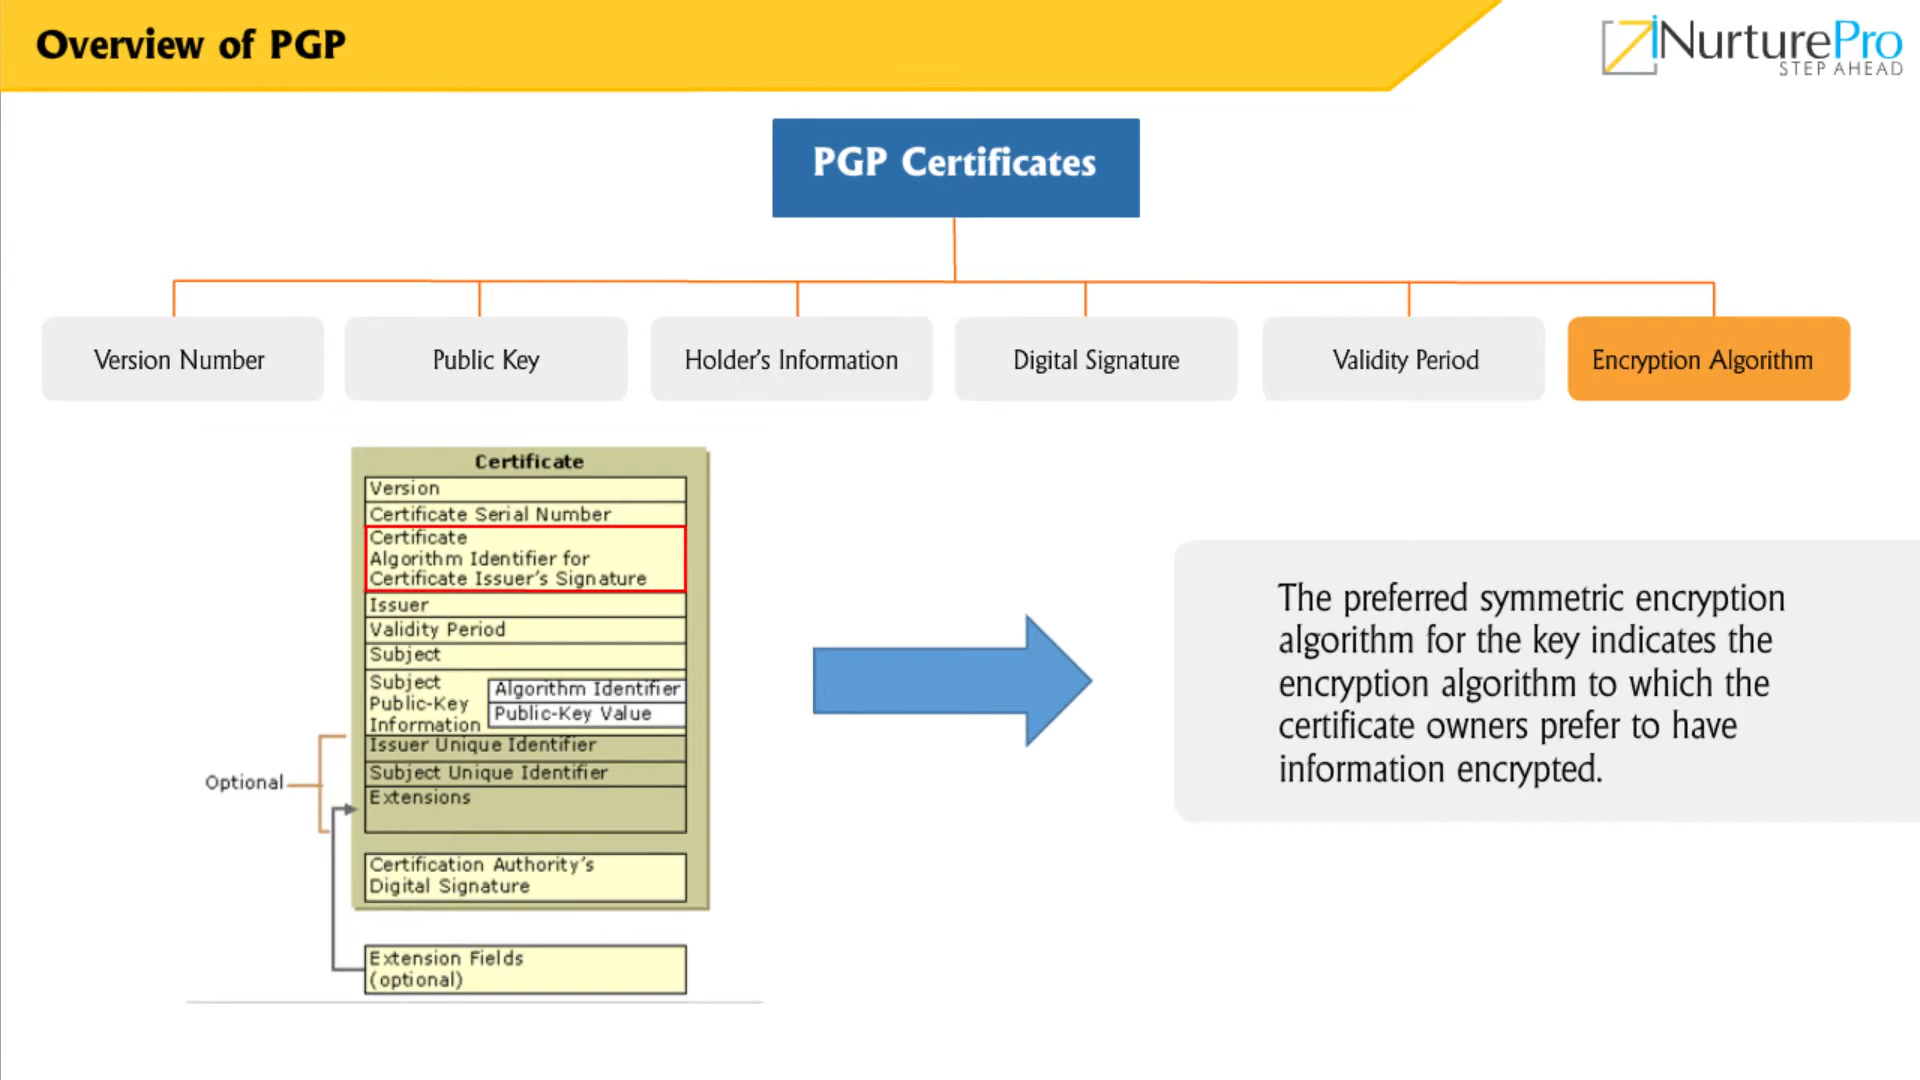 Overview of PGP
iNurturePro
STEP AHEAD
PGP Certificates
Version Number
Public Key
Holder's Information
Digital Signature
Validity Period
Encryption Algorithm
Certificate
Version
Certificate Serial Number
Certificate
Algorithm Identifier for
Certificate Issuer's Signature
Issuer
Validity Period
Subject
Subject
Public-Key
Information
Algorithm Identifier
Public-Key Value
Issuer Unique Identifier
Subject Unique Identifier
Extensions
Optional
Certification Authority's
Digital Signature
Extension Fields
(optional)
The preferred symmetric encryption
algorithm for the key indicates the
encryption algorithm to which the
certificate owners prefer to have
information encrypted.